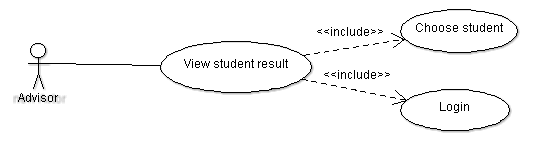 <<include>>
Choose student
View student result
<<include>>
Advisor
Login